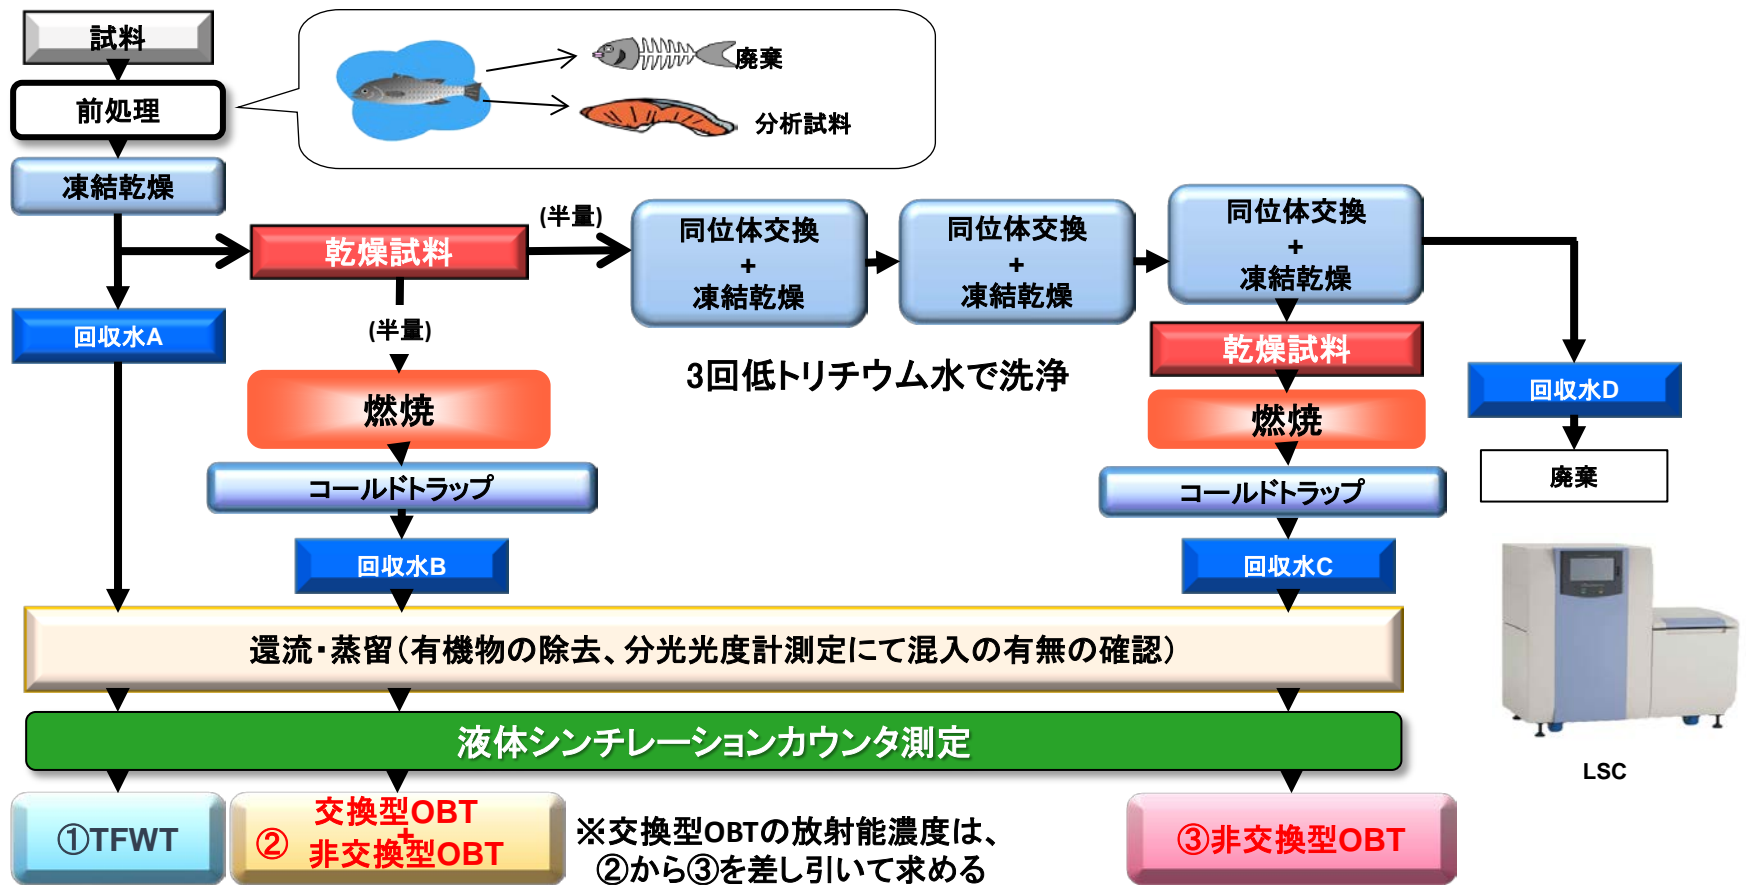 試料
前処理
廃棄
分析試料
凍結乾燥
乾燥試料
(半量)
同位体交換
+
凍結乾燥
同位体交換
+
凍結乾燥
同位体交換
+
凍結乾燥
回収水A
(半量)
3回低トリチウム水で洗浄
乾燥試料
回収水D
燃焼
燃焼
廃棄
コールドトラップ
コールドトラップ
回収水B
回収水C
還流・蒸留（有機物の除去、分光光度計測定にて混入の有無の確認）
液体シンチレーションカウンタ測定
LSC
①TFWT
② 交換型OBT
+
非交換型OBT
※交換型OBTの放射能濃度は、
②から③を差し引いて求める
③非交換型OBT